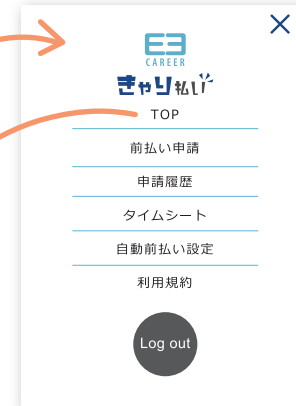 CAREER
きゃり払い
TOP
前払い申請
申請履歴
タイムシート
自動前払い設定
利用規約
Log out